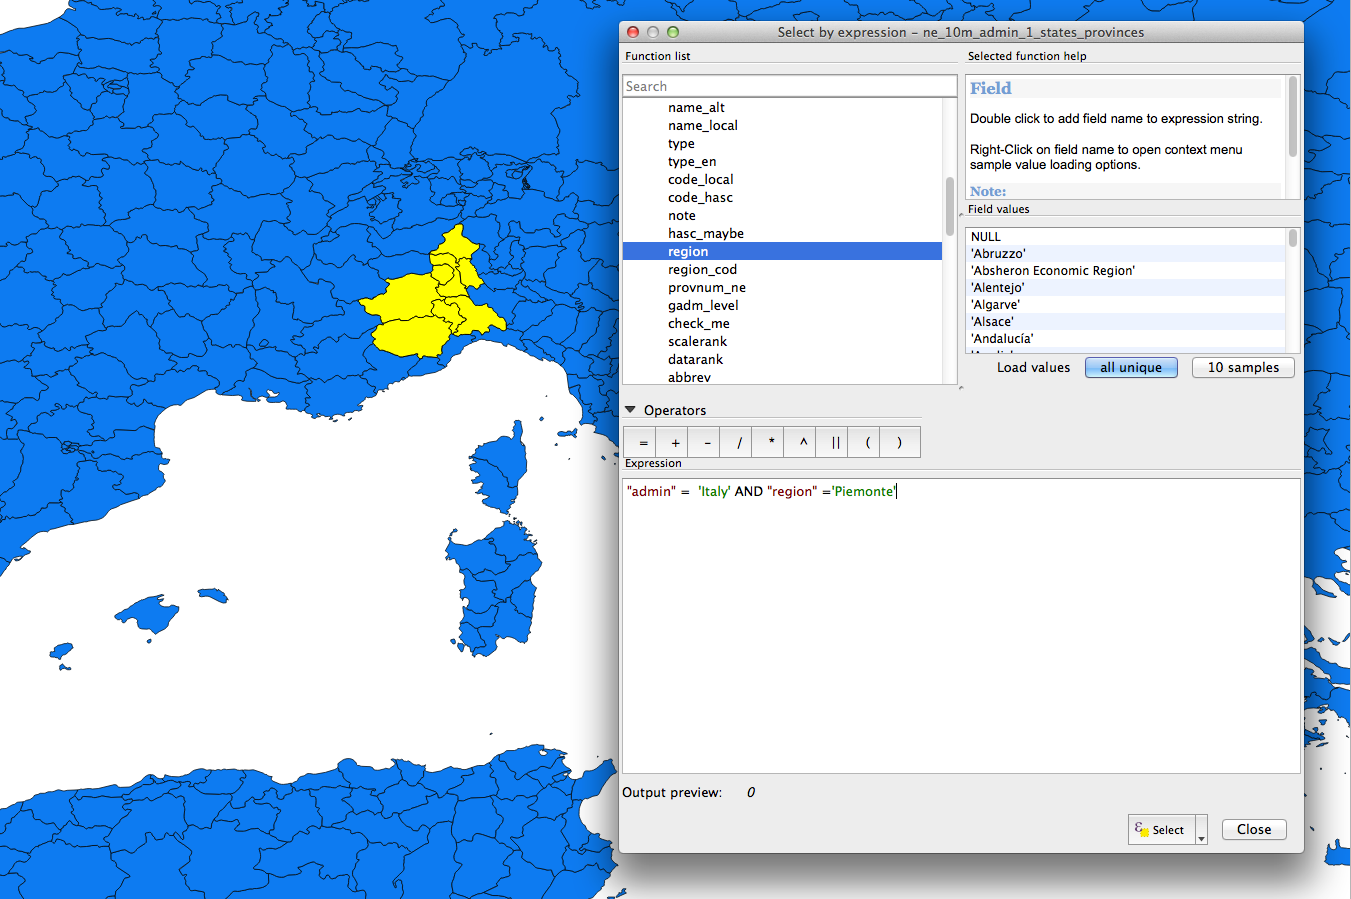 Select by expression – ne_10m_admin_1_states_provinces
Function list
Search
name_alt
name_local
type
type_en
code_local
code_hasc
note
hasc_maybe
region
region_cod
provnum_ne
gadm_level
check_me
scalerank
datarank
abbrev
Selected function help
Field
Double click to add field name to expression string.
Right-Click on field name to open context menu
sample value loading options.
Note:
Field values
NULL
'Abruzzo'
'Absheron Economic Region'
'Alentejo'
'Algarve'
'Alsace'
'Andalucía'
Load values all unique 10 samples
Operators
= + - / * ^ || ( )
Expression
"admin" = 'Italy' AND "region" ='Piemonte'
Output preview: 0
ε Select Close